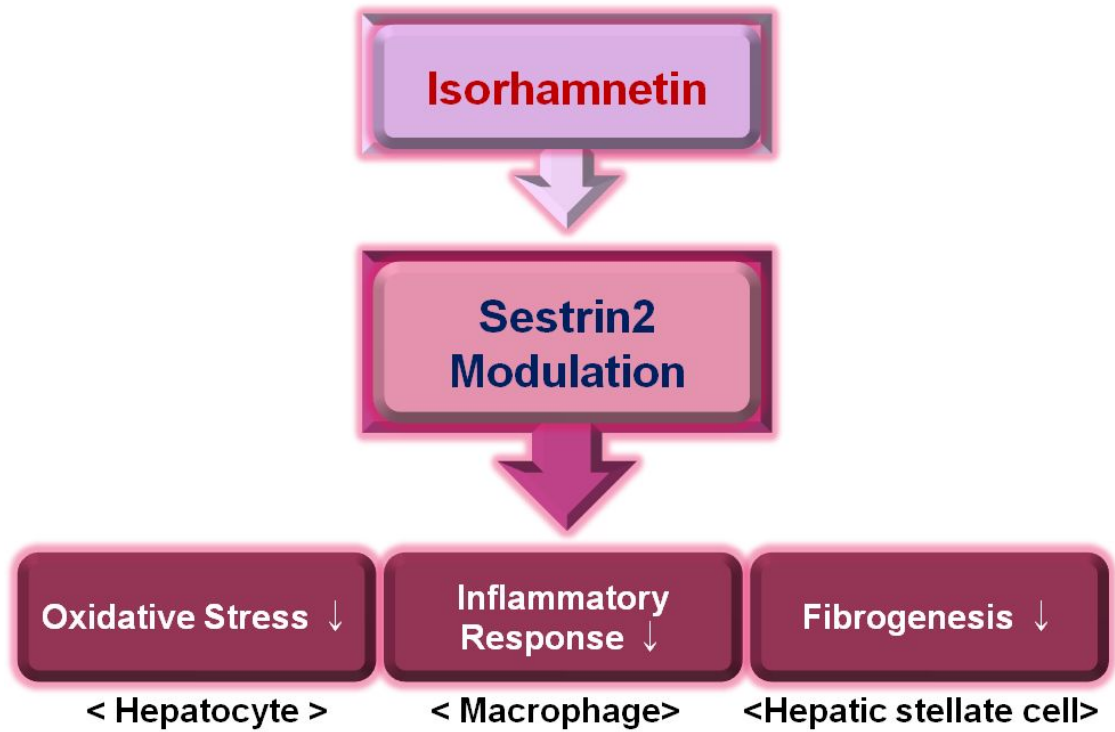 Isorhamnetin
Sestrin2
Modulation
Oxidative Stress ↓
Inflammatory
Response ↓
Fibrogenesis ↓
< Hepatocyte >
< Macrophage>
<Hepatic stellate cell>